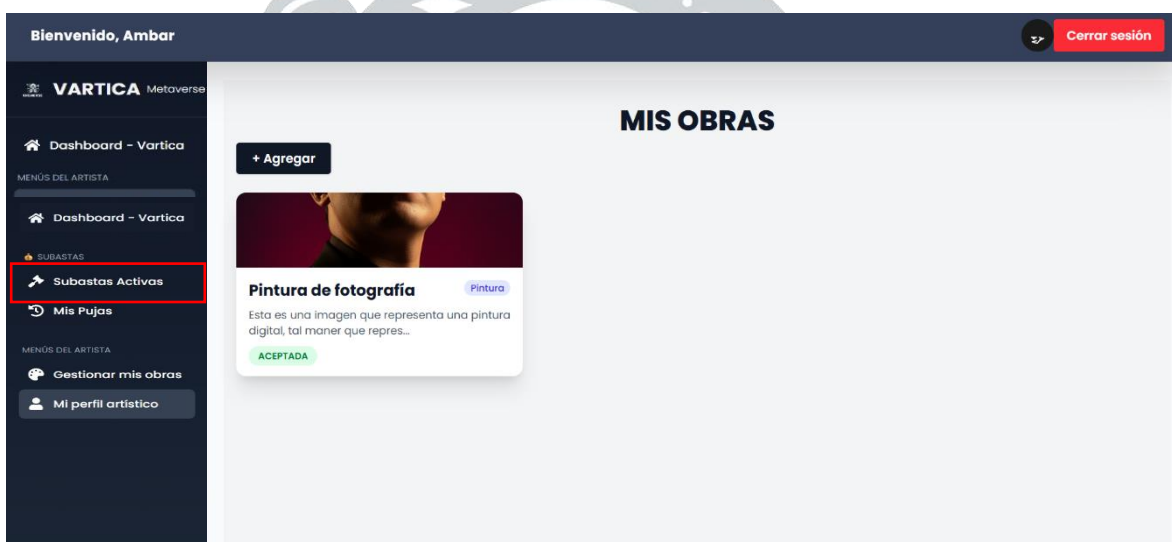 Bienvenido, Ambar
Cerrar sesión
VARTICA Metaverse
Dashboard - Vartica
MENÚS DEL ARTISTA
Dashboard - Vartica
SUBASTAS
Subastas Activas
Mis Pujas
MENÚS DEL ARTISTA
Gestionar mis obras
Mi perfil artístico
MIS OBRAS
+ Agregar
Pintura de fotografía
Pintura
Esta es una imagen que representa una pintura
digital, tal maner que repres...
ACEPTADA